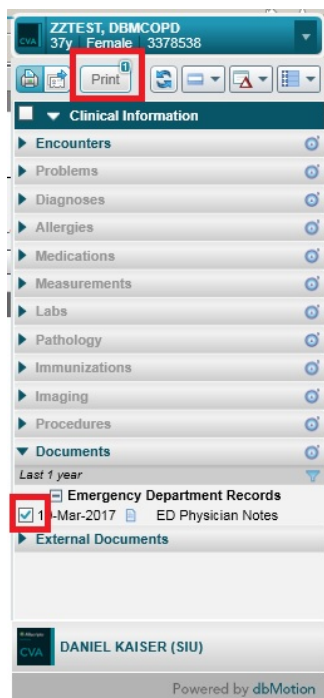 ZZTEST, DBMCOPD
CVA
37y Female 3378538
Print 1
Clinical Information
Encounters
Problems
Diagnoses
Allergies
Medications
Measurements
Labs
Pathology
Immunizations
Imaging
Procedures
Documents
Last 1 year
Emergency Department Records
-Mar-2017 ED Physician Notes
External Documents
CVA
DANIEL KAISER (SIU)
Powered by dbMotion